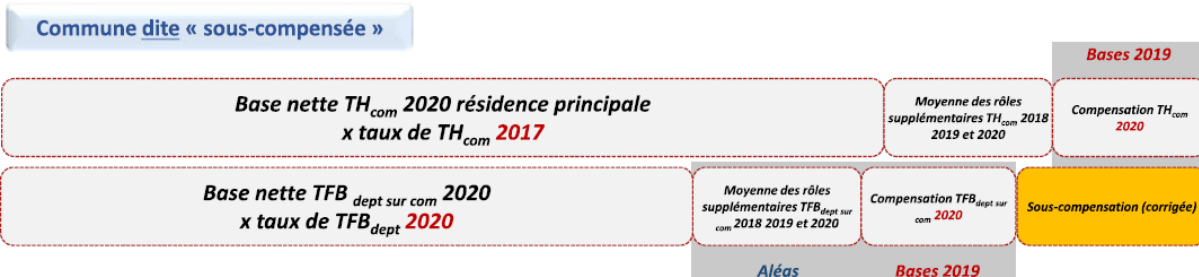 Commune dite « sous-compensée »
Bases 2019
Base nette THcom 2020 résidence principale
x taux de THcom 2017
Moyenne des rôles
supplémentaires THcom 2018
2019 et 2020
Compensation THcom
2020
Base nette TFB dept sur com 2020
x taux de TFBdept 2020
Moyenne des rôles
supplémentaires TFBdept sur
com 2018 2019 et 2020
Compensation TFBdept sur
com 2020
Sous-compensation (corrigée)
Aléas
Bases 2019